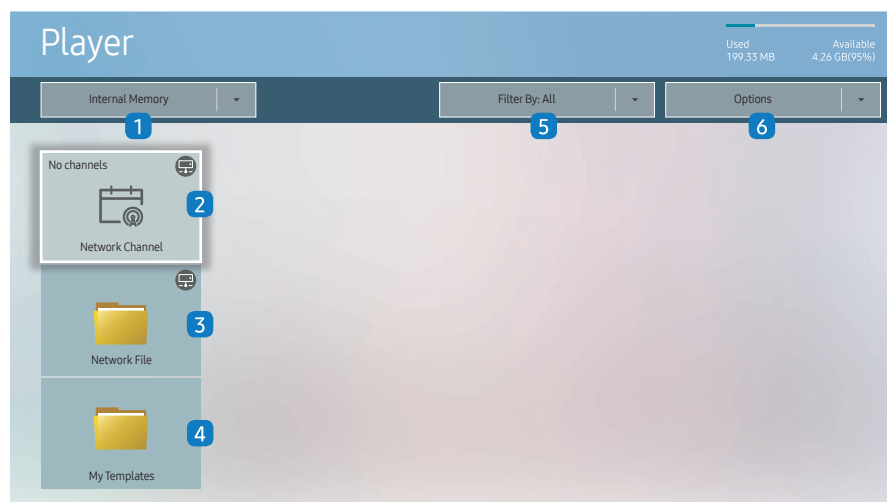 Player
Used Available
199.33 MB 4.26 GB(95%)
Internal Memory
Filter By: All
Options
1
5
6
No channels
2
Network Channel
3
Network File
4
My Templates